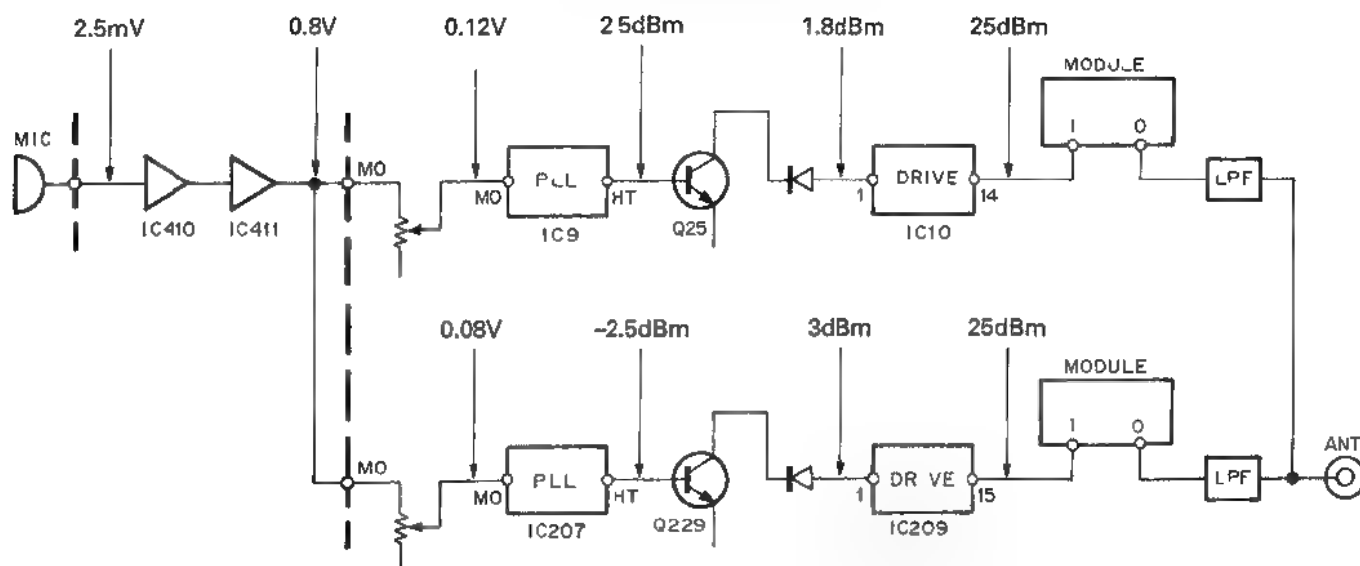 2.5mV 0.8V 0.12V 2 5dBm 1.8dBm 25dBm
MODULE
MIC
MO
1 O
PLL
DRIVE
LPF
MO HT
1 14
IC410 IC411 IC9 Q25 IC10
0.08V -2.5dBm 3dBm 25dBm
MODULE
1 O
ANT
MO
PLL
DR VE
LPF
MO HT
1 15
IC207 Q229 IC209